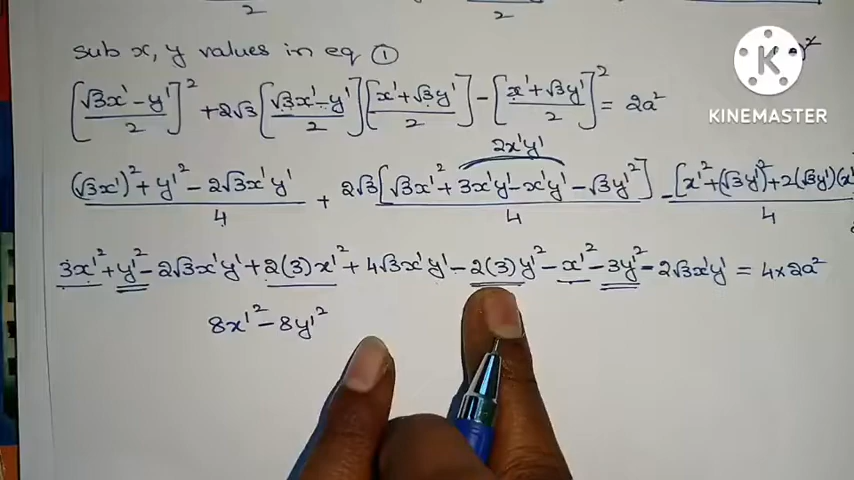 2 2
sub x, y values in eq ①
[(√3x'-y')/2]² + 2√3 [(√3x'-y')/2] [(x'+√3y')/2] - [(x'+√3y')/2]² = 2a²
2x'y'
((√3x')² + y'² - 2√3x'y')/4 + 2√3[√3x'² + 3x'y' - x'y' - √3y'²]/4 - [x'² + (√3y')² + 2(√3y')(x'/4
3x'² + y'² - 2√3x'y' + 2(3)x'² + 4√3x'y' - 2(3)y'² - x'² - 3y'² - 2√3x'y' = 4×2a²
8x'² - 8y'²
K
KINEMASTER